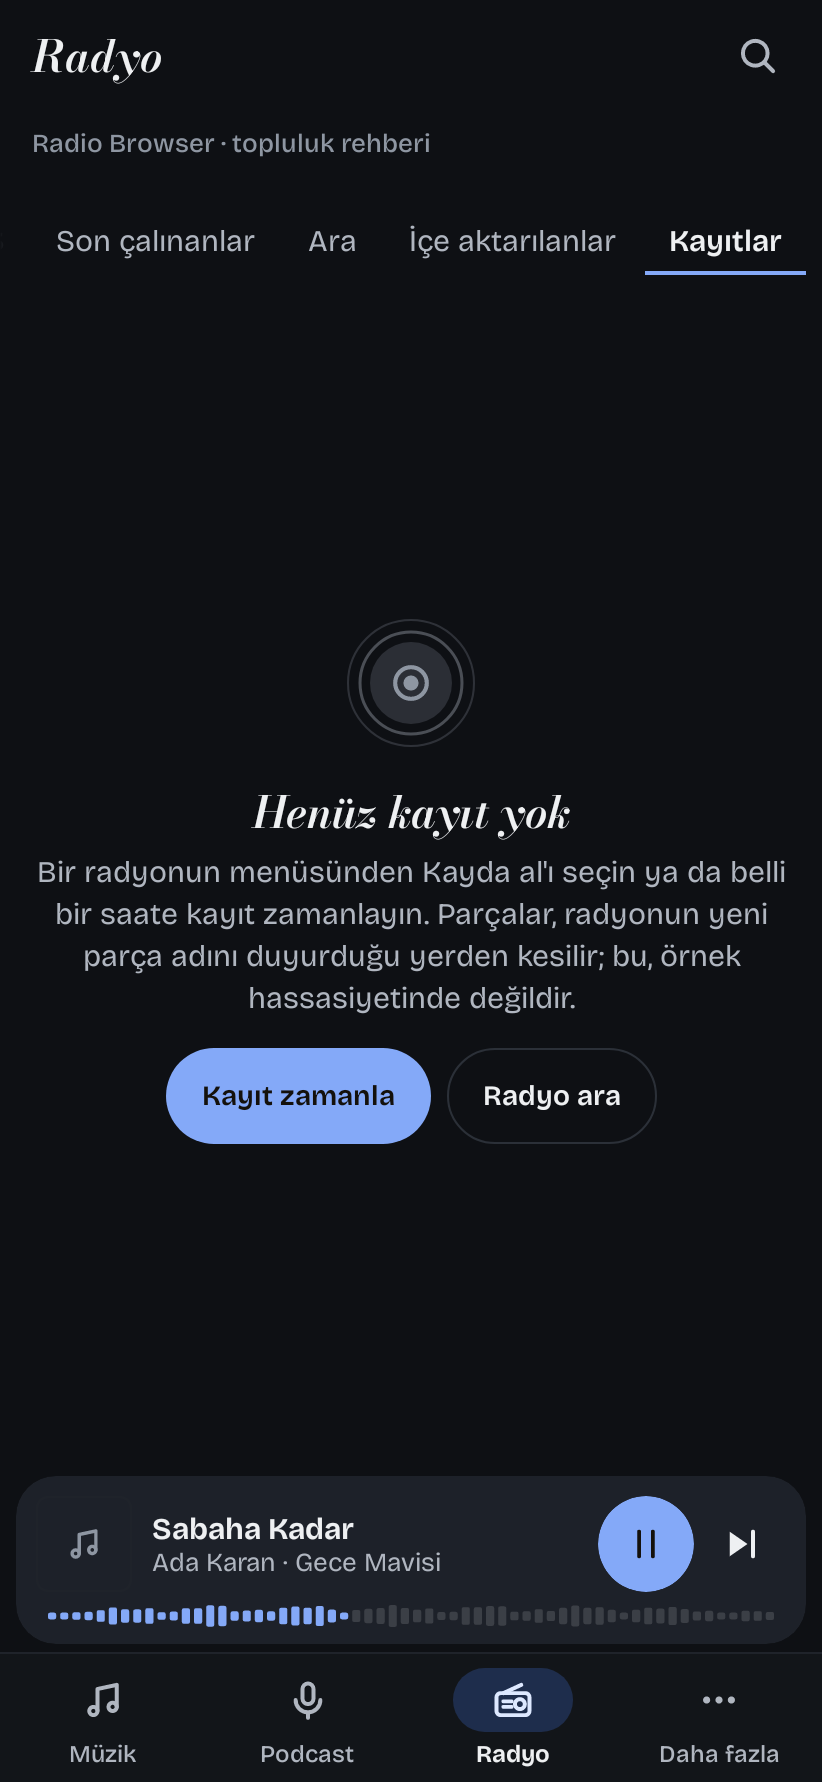 Radyo
Radio Browser · topluluk rehberi
Son çalınanlar Ara İçe aktarılanlar Kayıtlar
Henüz kayıt yok
Bir radyonun menüsünden Kayda al'ı seçin ya da belli
bir saate kayıt zamanlayın. Parçalar, radyonun yeni
parça adını duyurduğu yerden kesilir; bu, örnek
hassasiyetinde değildir.
Kayıt zamanla Radyo ara
Sabaha Kadar
Ada Karan · Gece Mavisi
Müzik Podcast Radyo Daha fazla